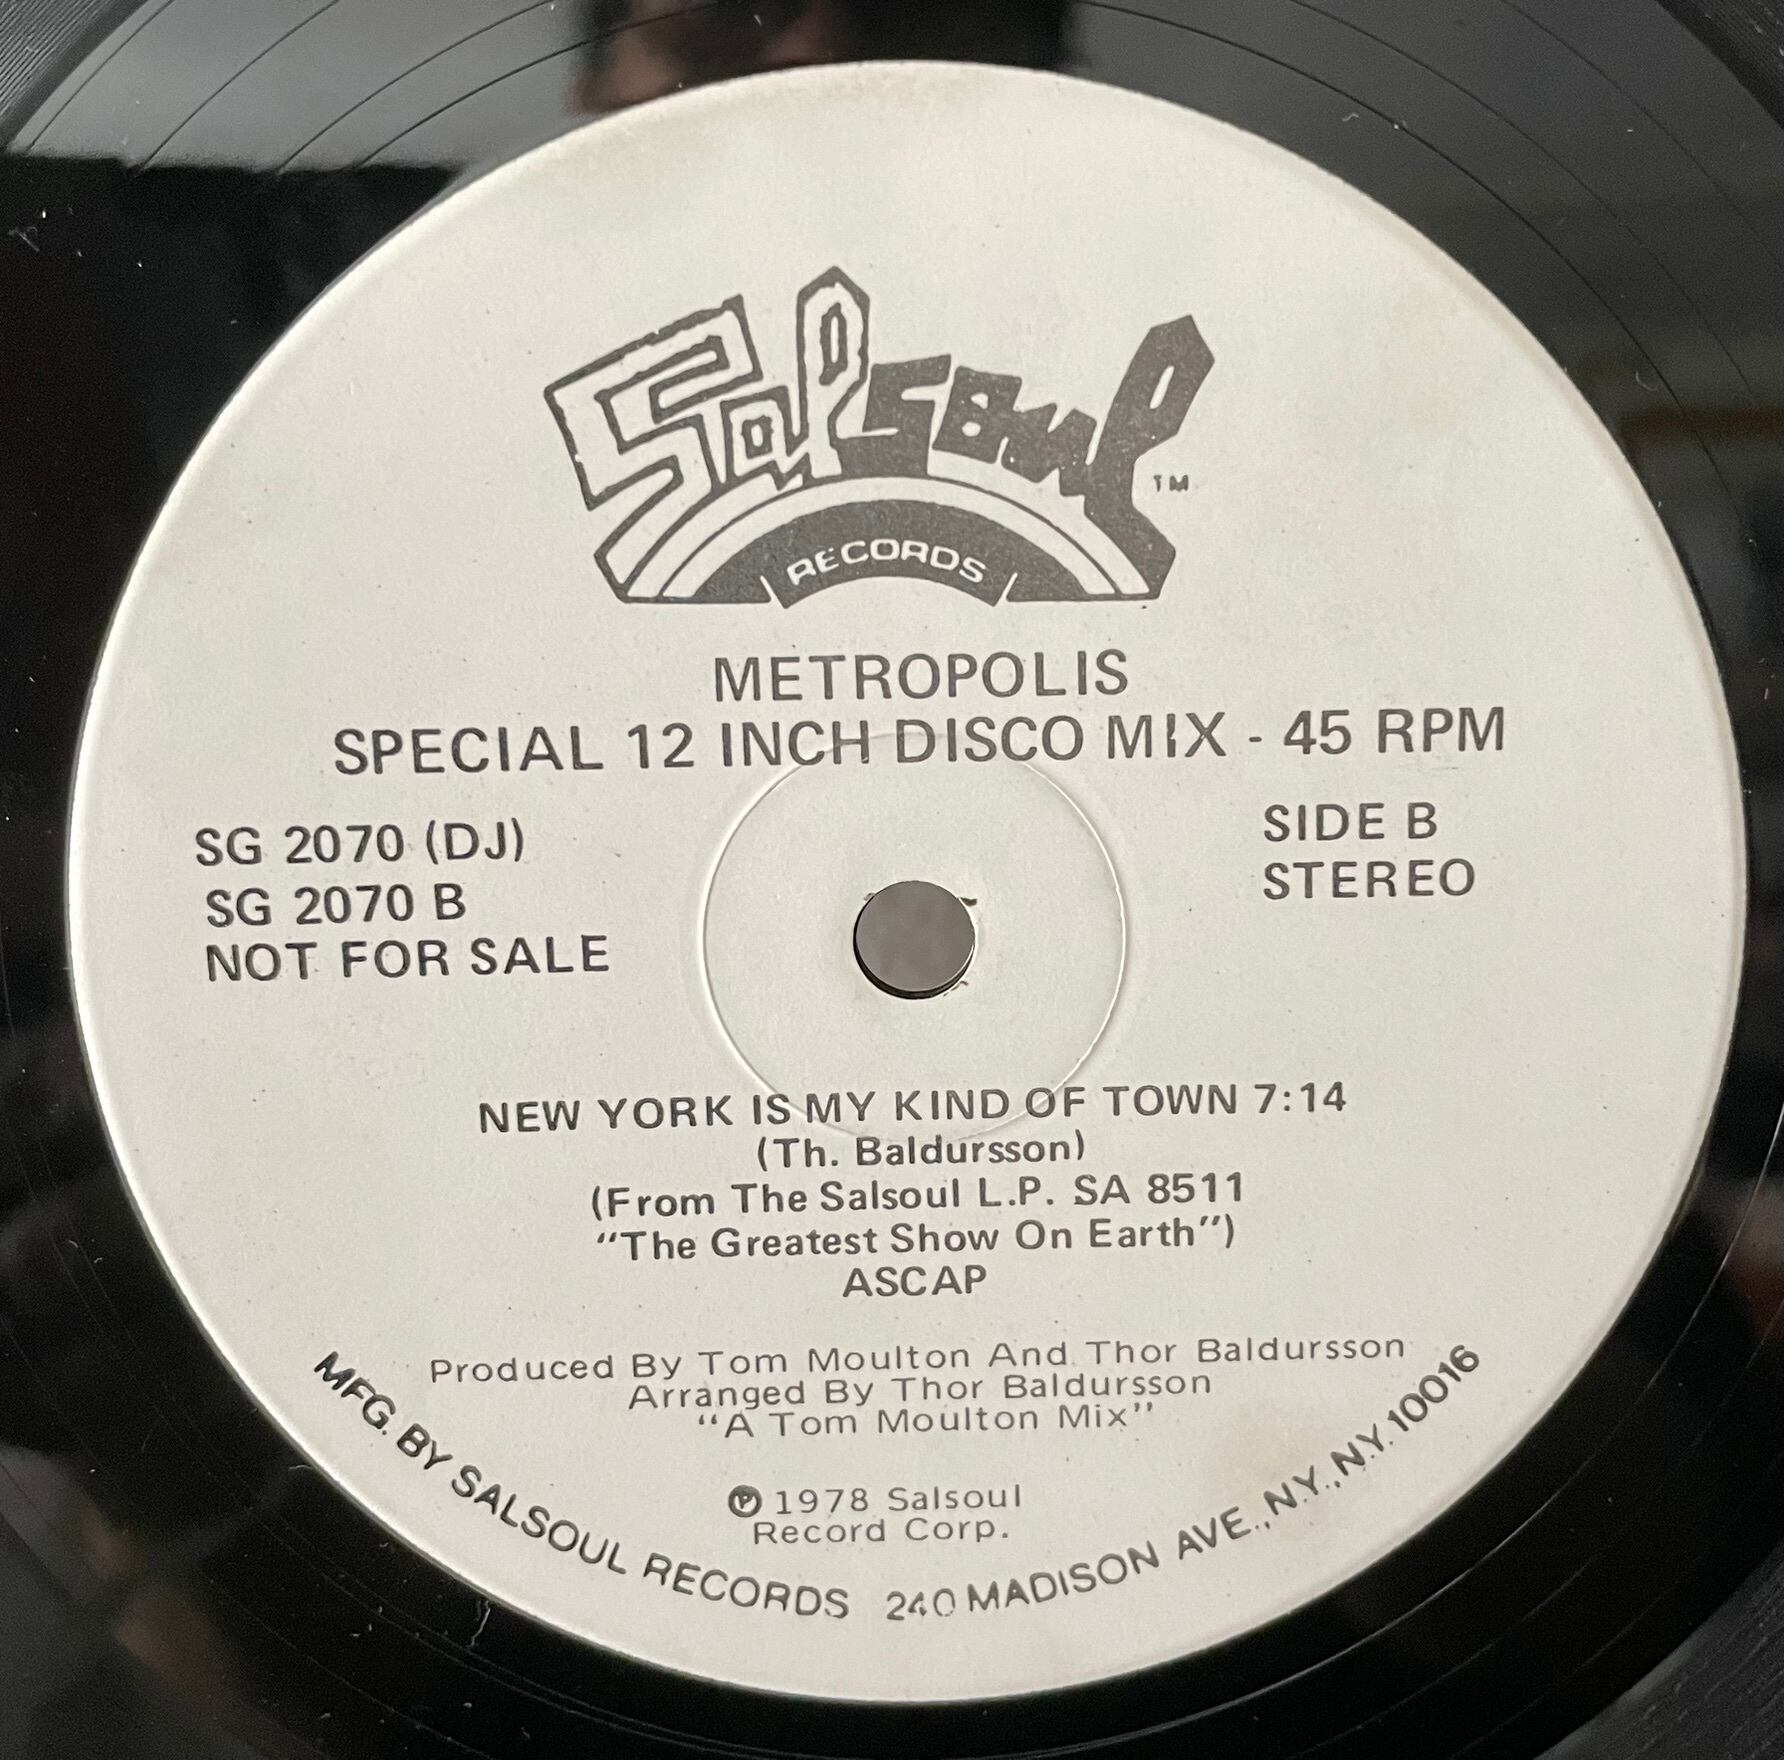 Salsoul TM
RECORDS
METROPOLIS
SPECIAL 12 INCH DISCO MIX - 45 RPM
SG 2070 (DJ)
SG 2070 B
NOT FOR SALE
SIDE B
STEREO
NEW YORK IS MY KIND OF TOWN 7:14
(Th. Baldursson)
(From The Salsoul L.P. SA 8511
“The Greatest Show On Earth”)
ASCAP
Produced By Tom Moulton And Thor Baldursson
Arranged By Thor Baldursson
“A Tom Moulton Mix”
Ⓟ 1978 Salsoul
Record Corp.
MFG. BY SALSOUL RECORDS 240 MADISON AVE., N.Y., N.Y. 10016